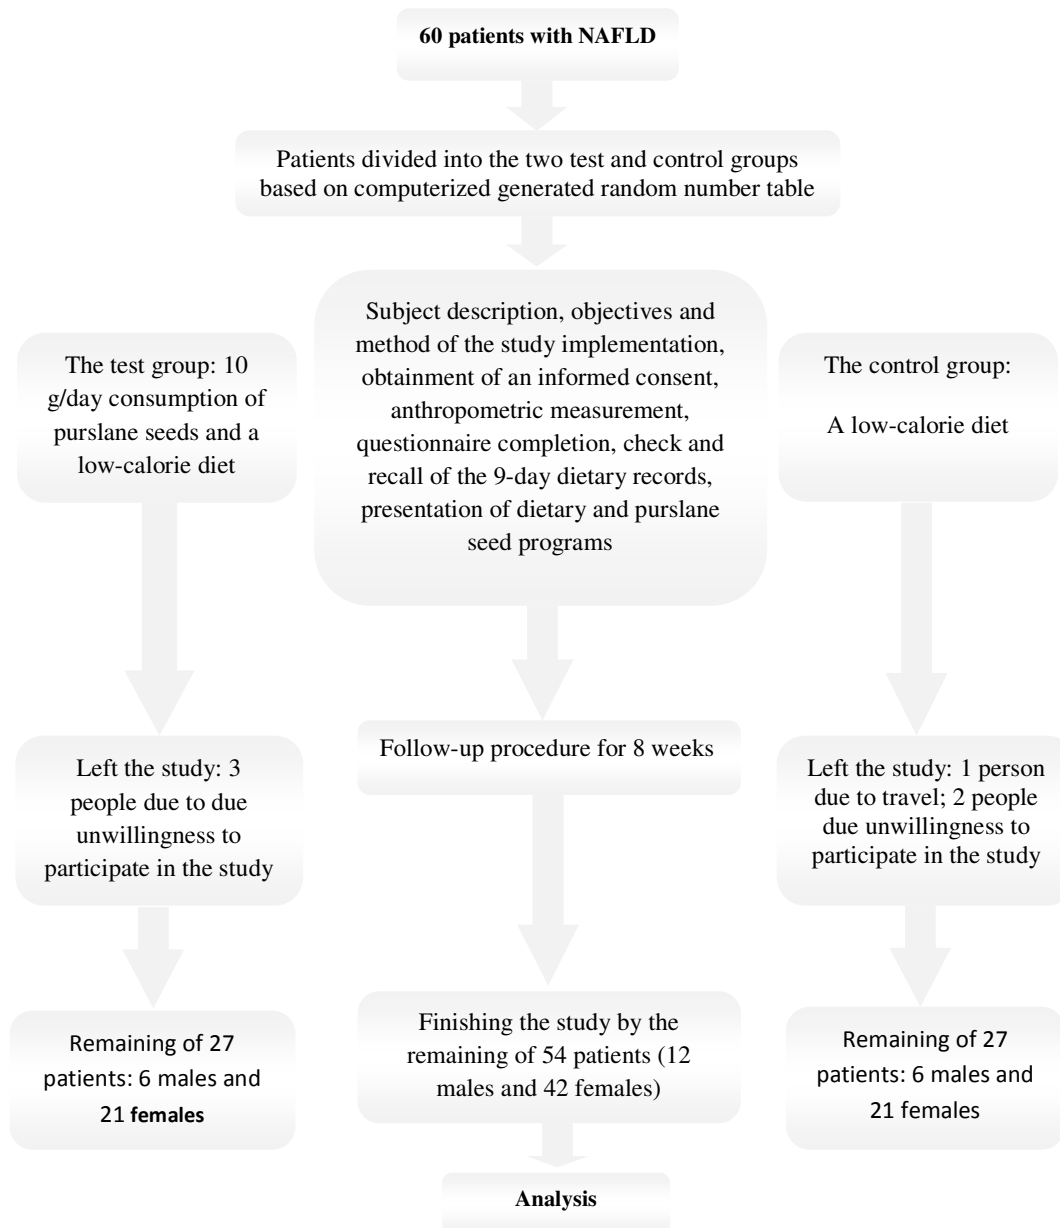 60 patients with NAFLD
Patients divided into the two test and control groups
based on computerized generated random number table
Subject description, objectives and
method of the study implementation,
obtainment of an informed consent,
anthropometric measurement,
questionnaire completion, check and
recall of the 9-day dietary records,
presentation of dietary and purslane
seed programs
The test group: 10
g/day consumption of
purslane seeds and a
low-calorie diet
The control group:
A low-calorie diet
Left the study: 3
people due to due
unwillingness to
participate in the study
Follow-up procedure for 8 weeks
Left the study: 1 person
due to travel; 2 people
due unwillingness to
participate in the study
Remaining of 27
patients: 6 males and
21 females
Finishing the study by the
remaining of 54 patients (12
males and 42 females)
Remaining of 27
patients: 6 males and
21 females
Analysis